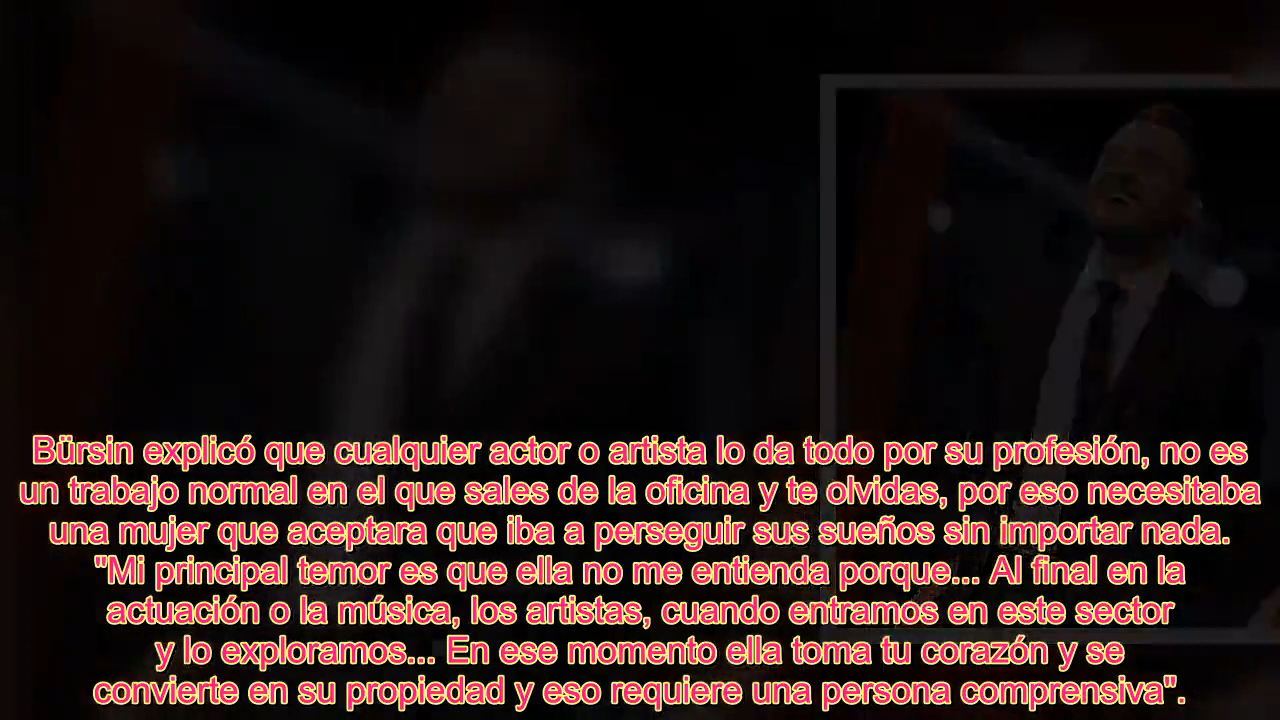 Bürsin explicó que cualquier actor o artista lo da todo por su profesión, no es
un trabajo normal en el que sales de la oficina y te olvidas, por eso necesitaba
una mujer que aceptara que iba a perseguir sus sueños sin importar nada.
"Mi principal temor es que ella no me entienda porque... Al final en la
actuación o la música, los artistas, cuando entramos en este sector
y lo exploramos... En ese momento ella toma tu corazón y se
convierte en su propiedad y eso requiere una persona comprensiva".